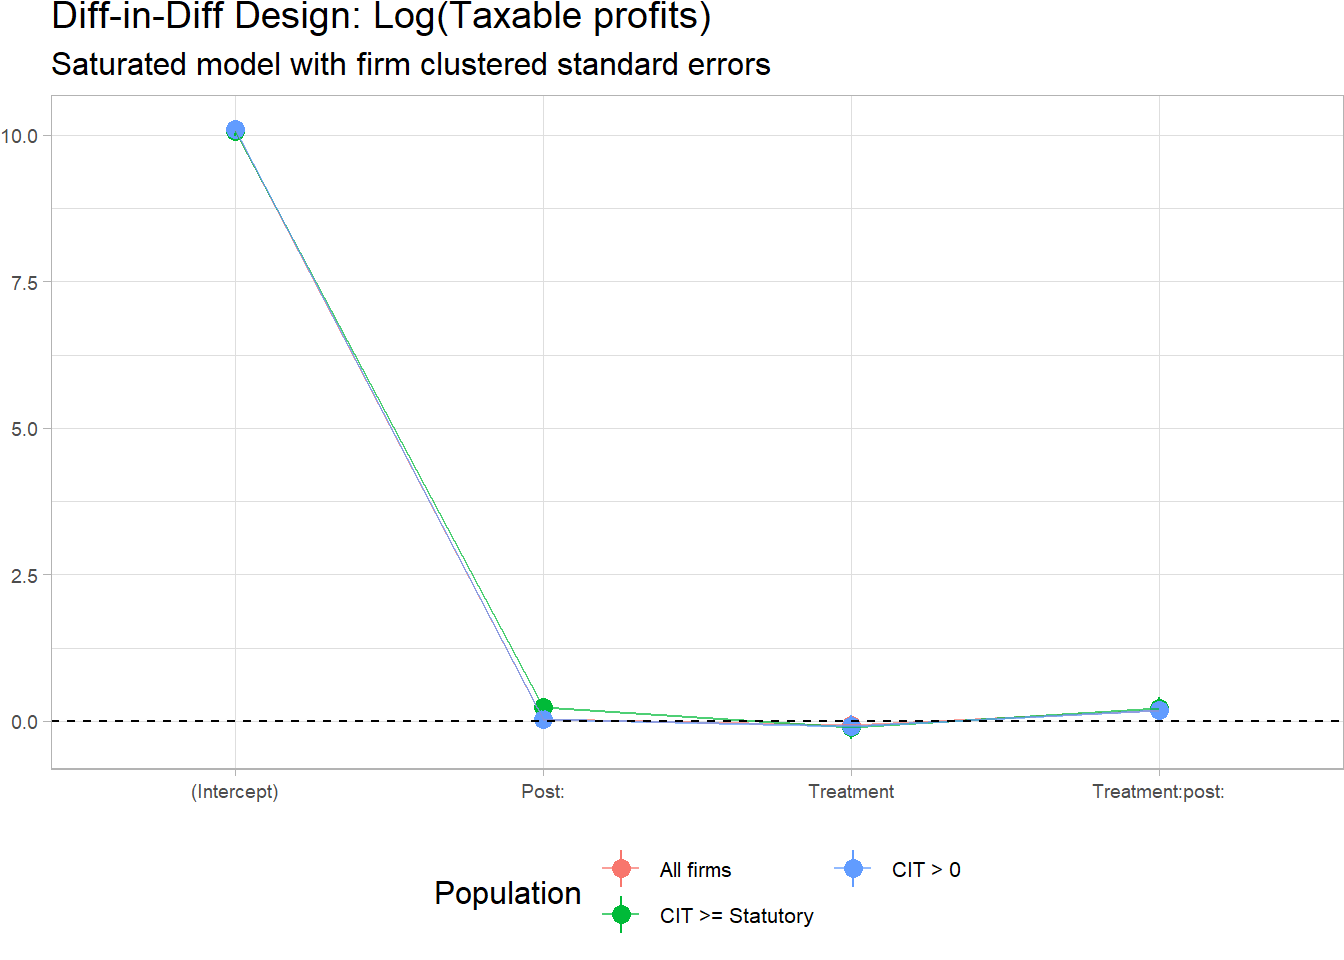 Diff-in-Diff Design: Log(Taxable profits)
Saturated model with firm clustered standard errors
10.0
7.5
5.0
2.5
0.0
(Intercept) Post: Treatment Treatment:post:
Population
All firms
CIT >= Statutory
CIT > 0